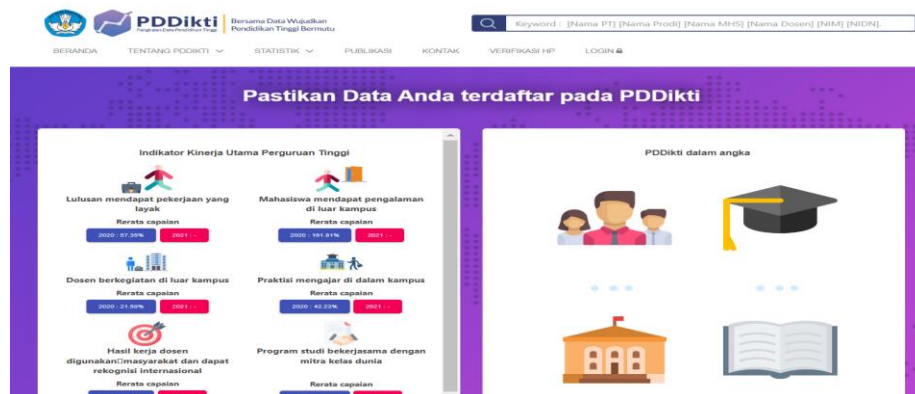 PDDikti
Pangkalan Data Pendidikan Tinggi
Bersama Data Wujudkan
Pendidikan Tinggi Bermutu
Keyword : [Nama PT] [Nama Prodi] [Nama MHS] [Nama Dosen] [NIM] [NIDN].
BERANDA TENTANG PDDIKTI STATISTIK PUBLIKASI KONTAK VERIFIKASI HP LOGIN
Pastikan Data Anda terdaftar pada PDDikti
Indikator Kinerja Utama Perguruan Tinggi
Lulusan mendapat pekerjaan yang
layak
Rerata capaian
2020 : 57.35% 2021 : -
Mahasiswa mendapat pengalaman
di luar kampus
Rerata capaian
2020 : 191.81% 2021 : -
Dosen berkegiatan di luar kampus
Rerata capaian
2020 : 21.56% 2021 : -
Praktisi mengajar di dalam kampus
Rerata capaian
2020 : 42.23% 2021 : -
Hasil kerja dosen
digunakan□masyarakat dan dapat
rekognisi internasional
Rerata capaian
Program studi bekerjasama dengan
mitra kelas dunia
Rerata capaian
PDDikti dalam angka